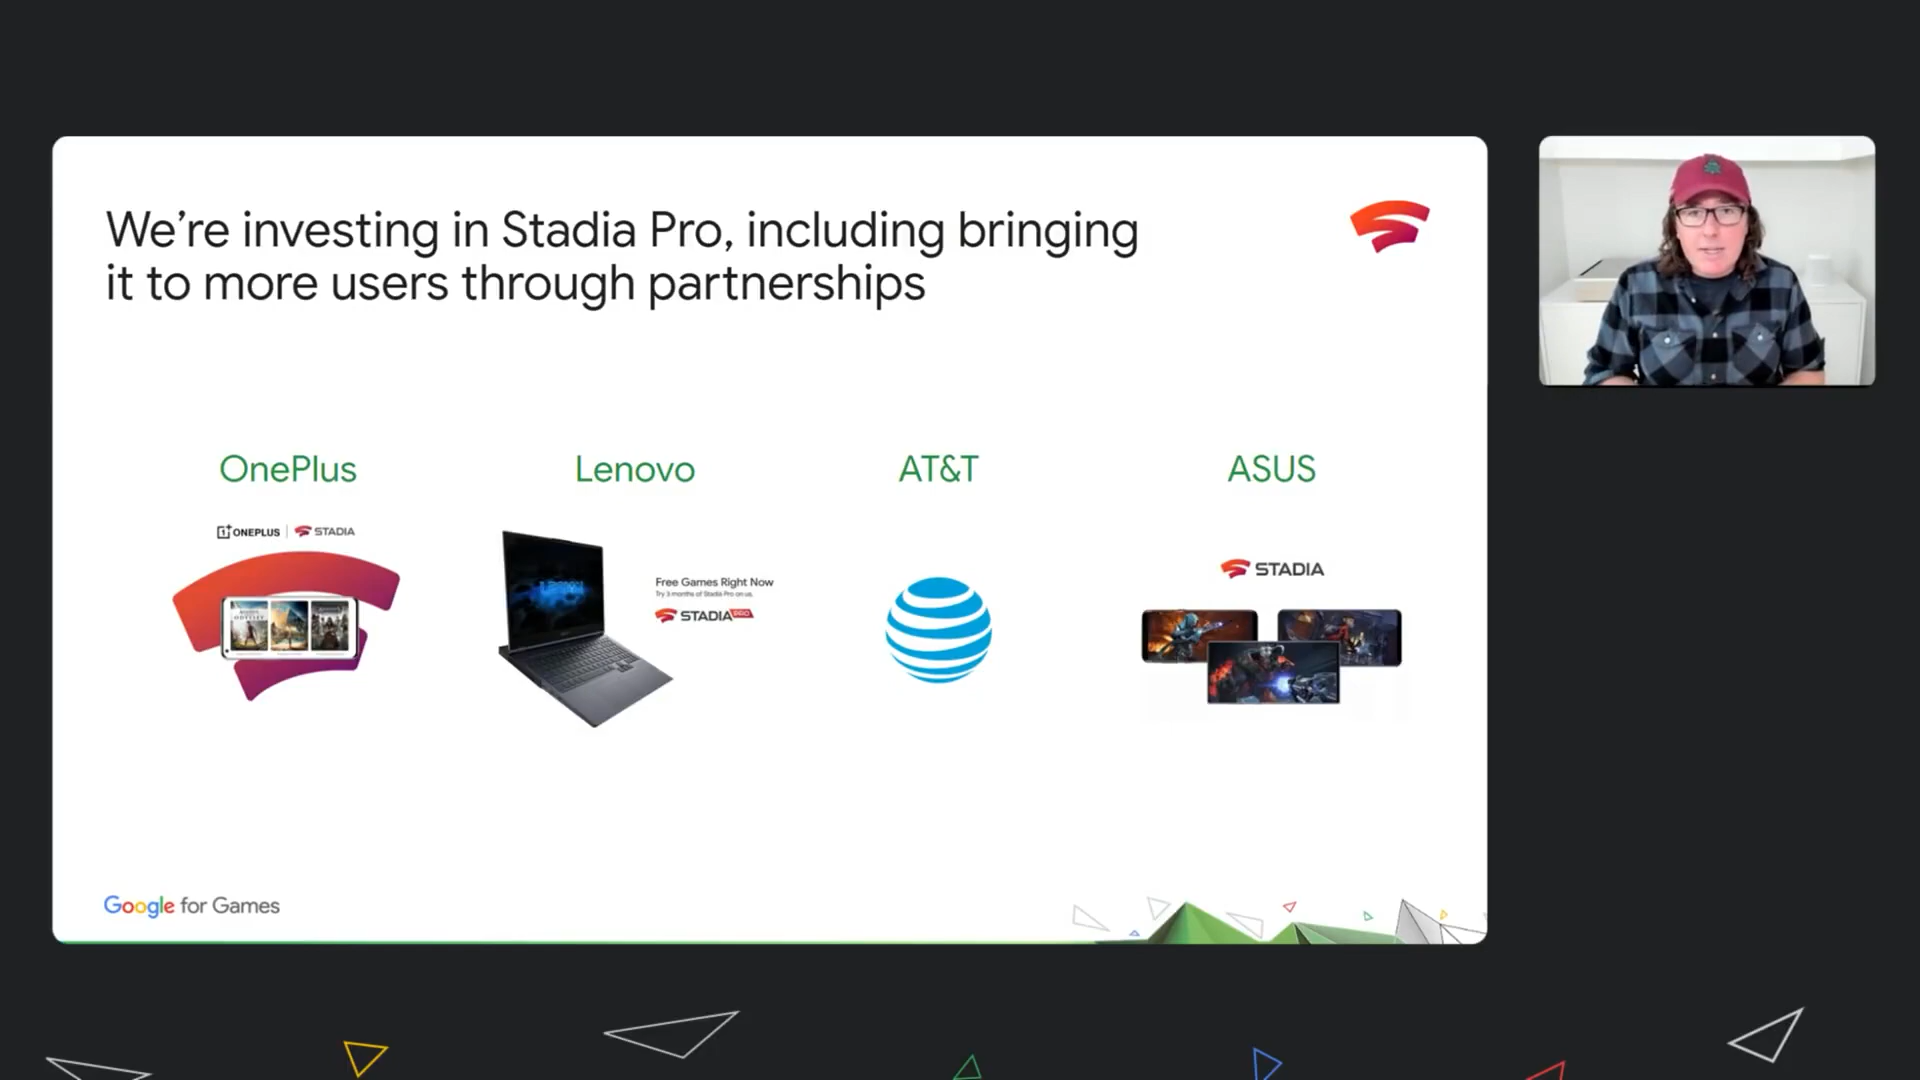 We're investing in Stadia Pro, including bringing
it to more users through partnerships
OnePlus
Lenovo
AT&T
ASUS
ONEPLUS | STADIA
ODYSSEY
LEGION
Free Games Right Now
Try 3 months of Stadia Pro on us.
STADIA PRO
STADIA
Google for Games